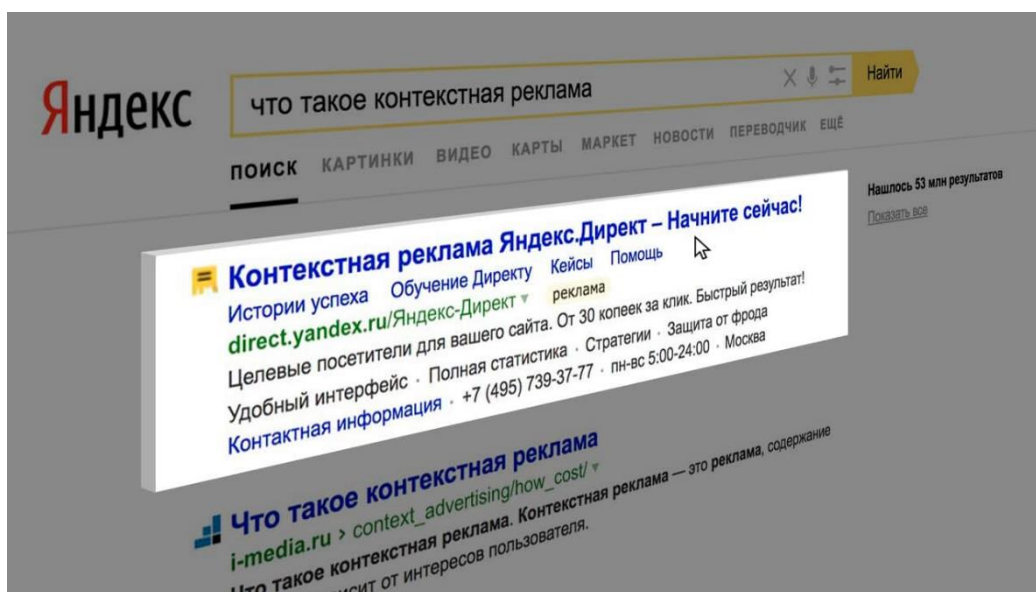 Яндекс
что такое контекстная реклама
Найти
ПОИСК КАРТИНКИ ВИДЕО КАРТЫ МАРКЕТ НОВОСТИ ПЕРЕВОДЧИК ЕЩЁ
Нашлось 53 млн результатов
Показать все
Контекстная реклама Яндекс.Директ – Начните сейчас!
Истории успеха Обучение Директу Кейсы Помощь
direct.yandex.ru/Яндекс-Директ реклама
Целевые посетители для вашего сайта. От 30 копеек за клик. Быстрый результат!
Удобный интерфейс · Полная статистика · Стратегии · Защита от фрода
Контактная информация · +7 (495) 739-37-77 · пн-вс 5:00-24:00 · Москва
Что такое контекстная реклама
i-media.ru › context_advertising/how_cost/
Что такое контекстная реклама. Контекстная реклама — это реклама, содержание
от интересов пользователя.